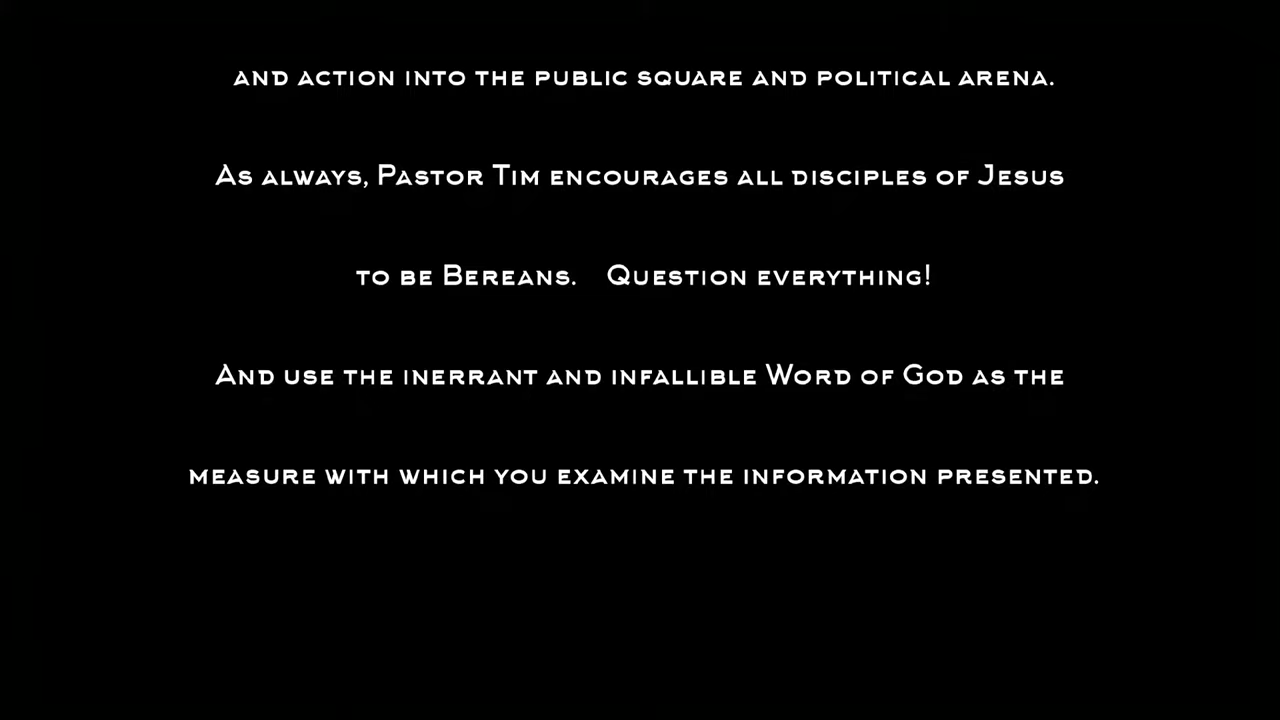 and action into the public square and political arena.
As always, Pastor Tim encourages all disciples of Jesus
to be Bereans. Question everything!
And use the inerrant and infallible Word of God as the
measure with which you examine the information presented.